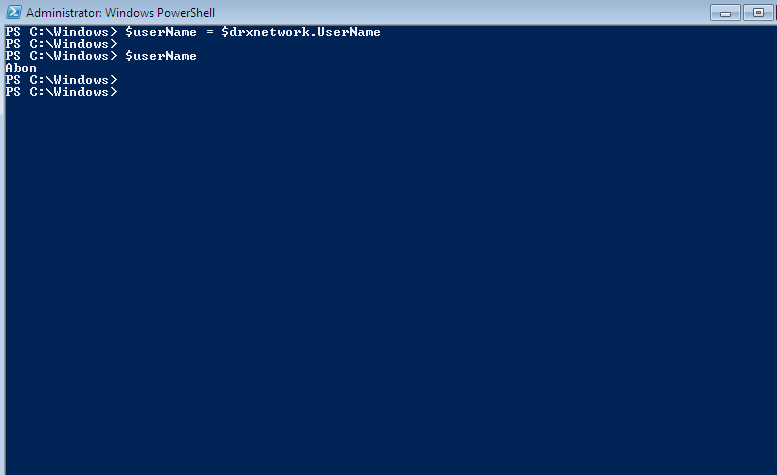 Administrator: Windows PowerShell
PS C:\Windows> $userName = $drxnetwork.UserName
PS C:\Windows>
PS C:\Windows> $userName
Abon
PS C:\Windows>
PS C:\Windows>